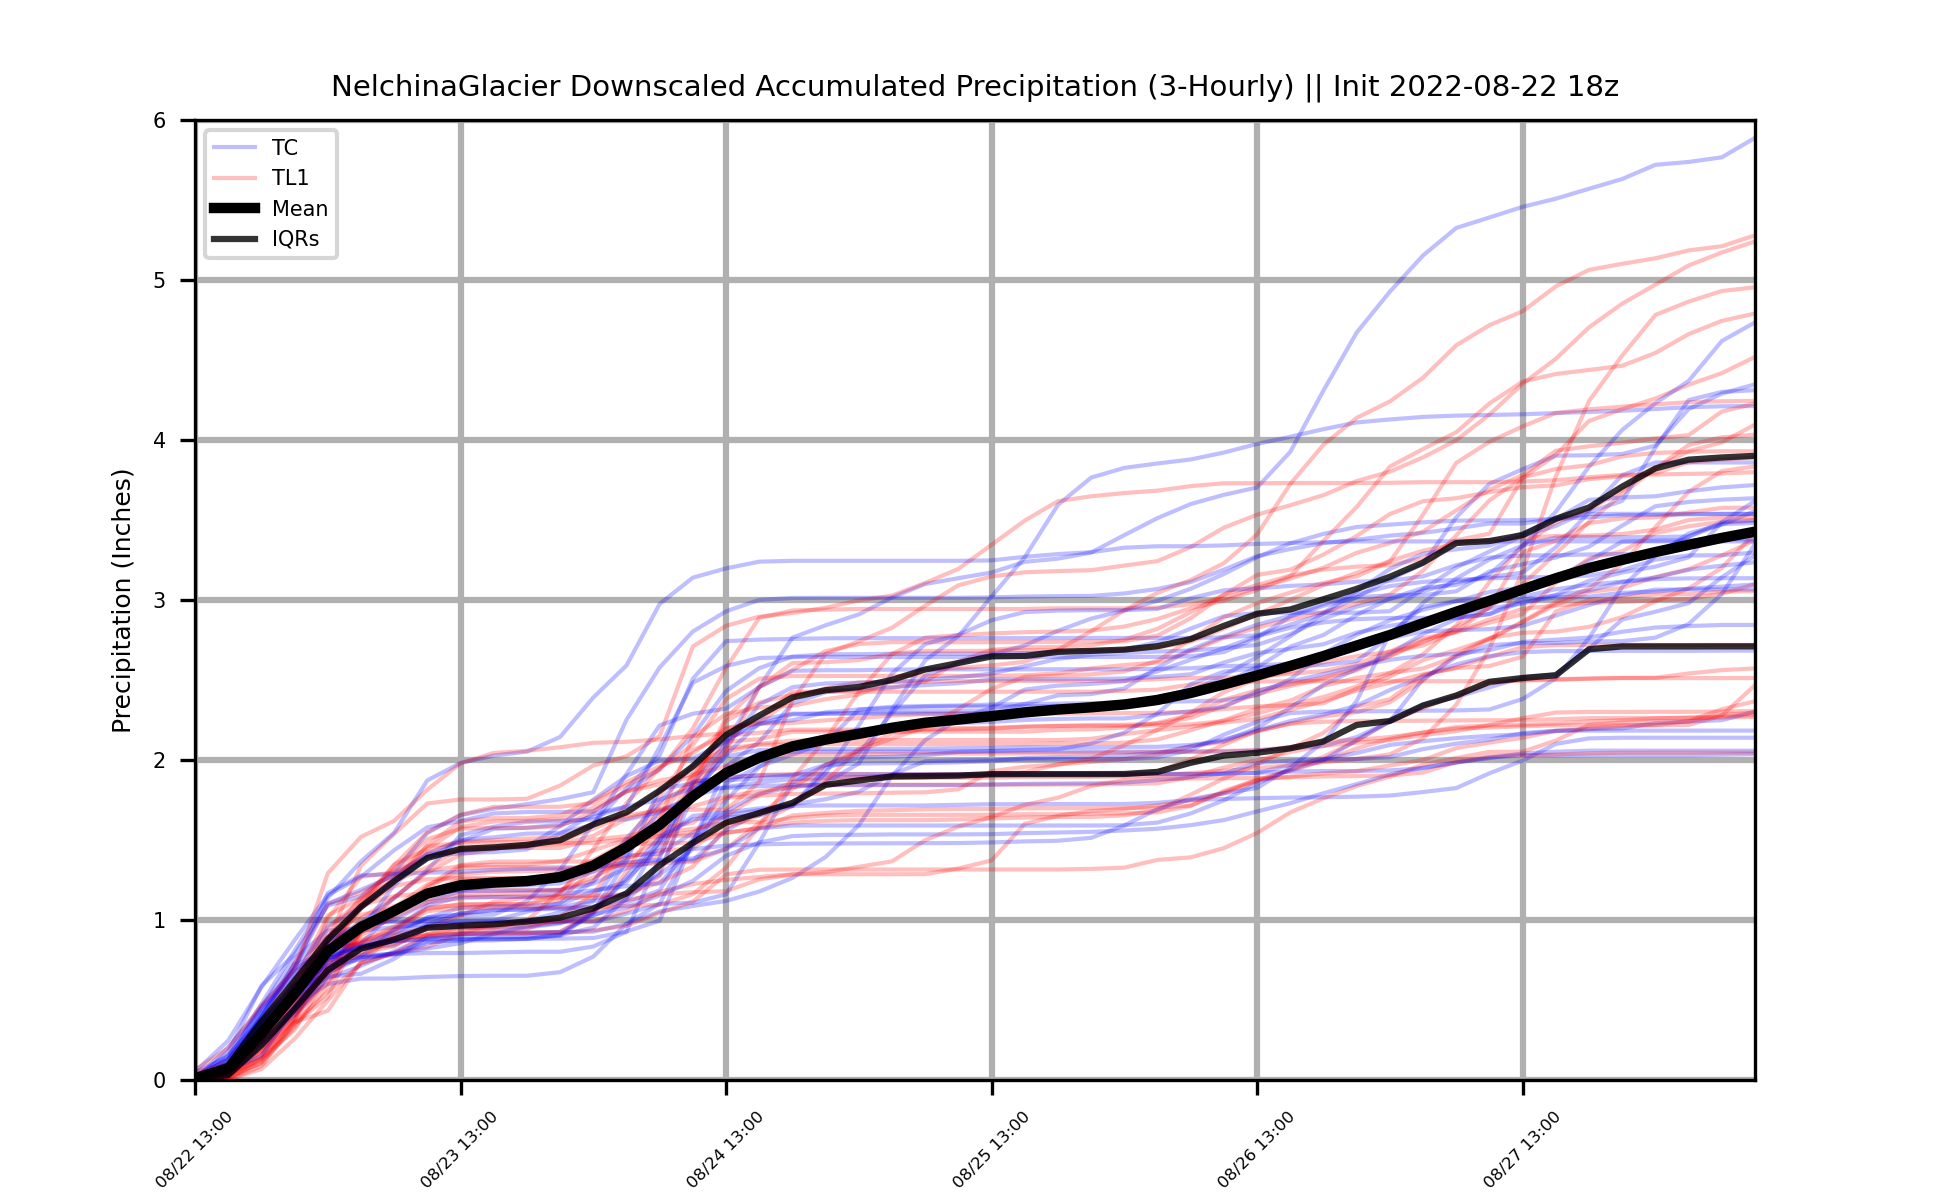 NelchinaGlacier Downscaled Accumulated Precipitation (3-Hourly) || Init 2022-08-22 18z
TC
TL1
Mean
IQRs
Precipitation (Inches)
6
5
4
3
2
1
0
08/22 13:00
08/23 13:00
08/24 13:00
08/25 13:00
08/26 13:00
08/27 13:00